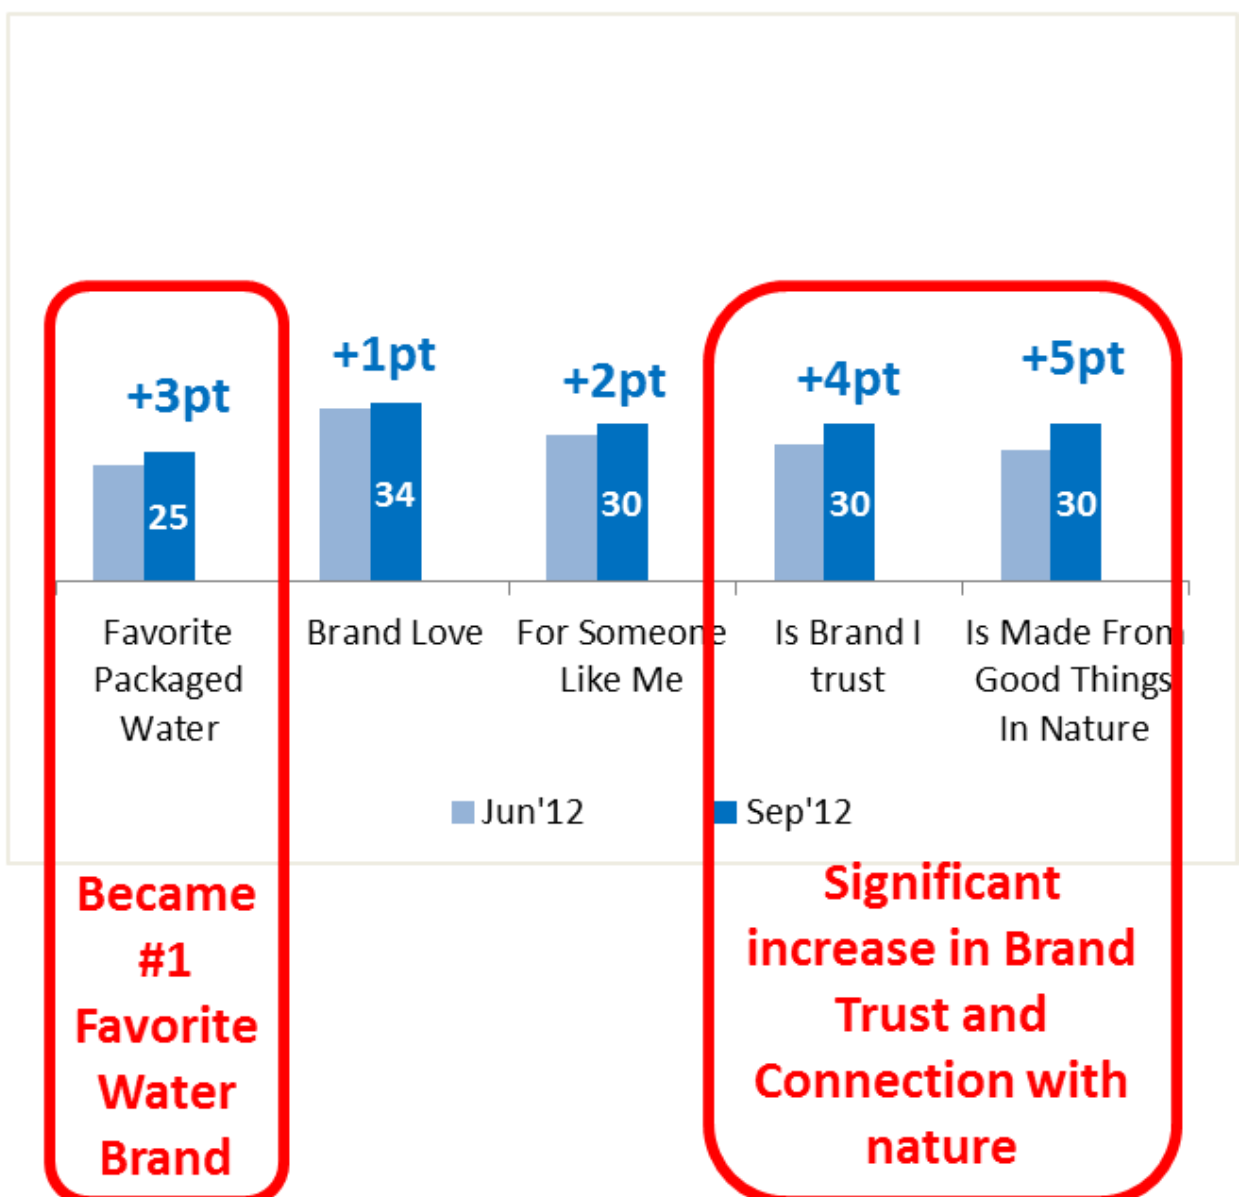 +3pt
+1pt
+2pt
+4pt
+5pt
25
34
30
30
30
Favorite
Packaged
Water
Brand Love
For Someone
Like Me
Is Brand I
trust
Is Made From
Good Things
In Nature
Jun'12
Sep'12
Became
#1
Favorite
Water
Brand
Significant
increase in Brand
Trust and
Connection with
nature